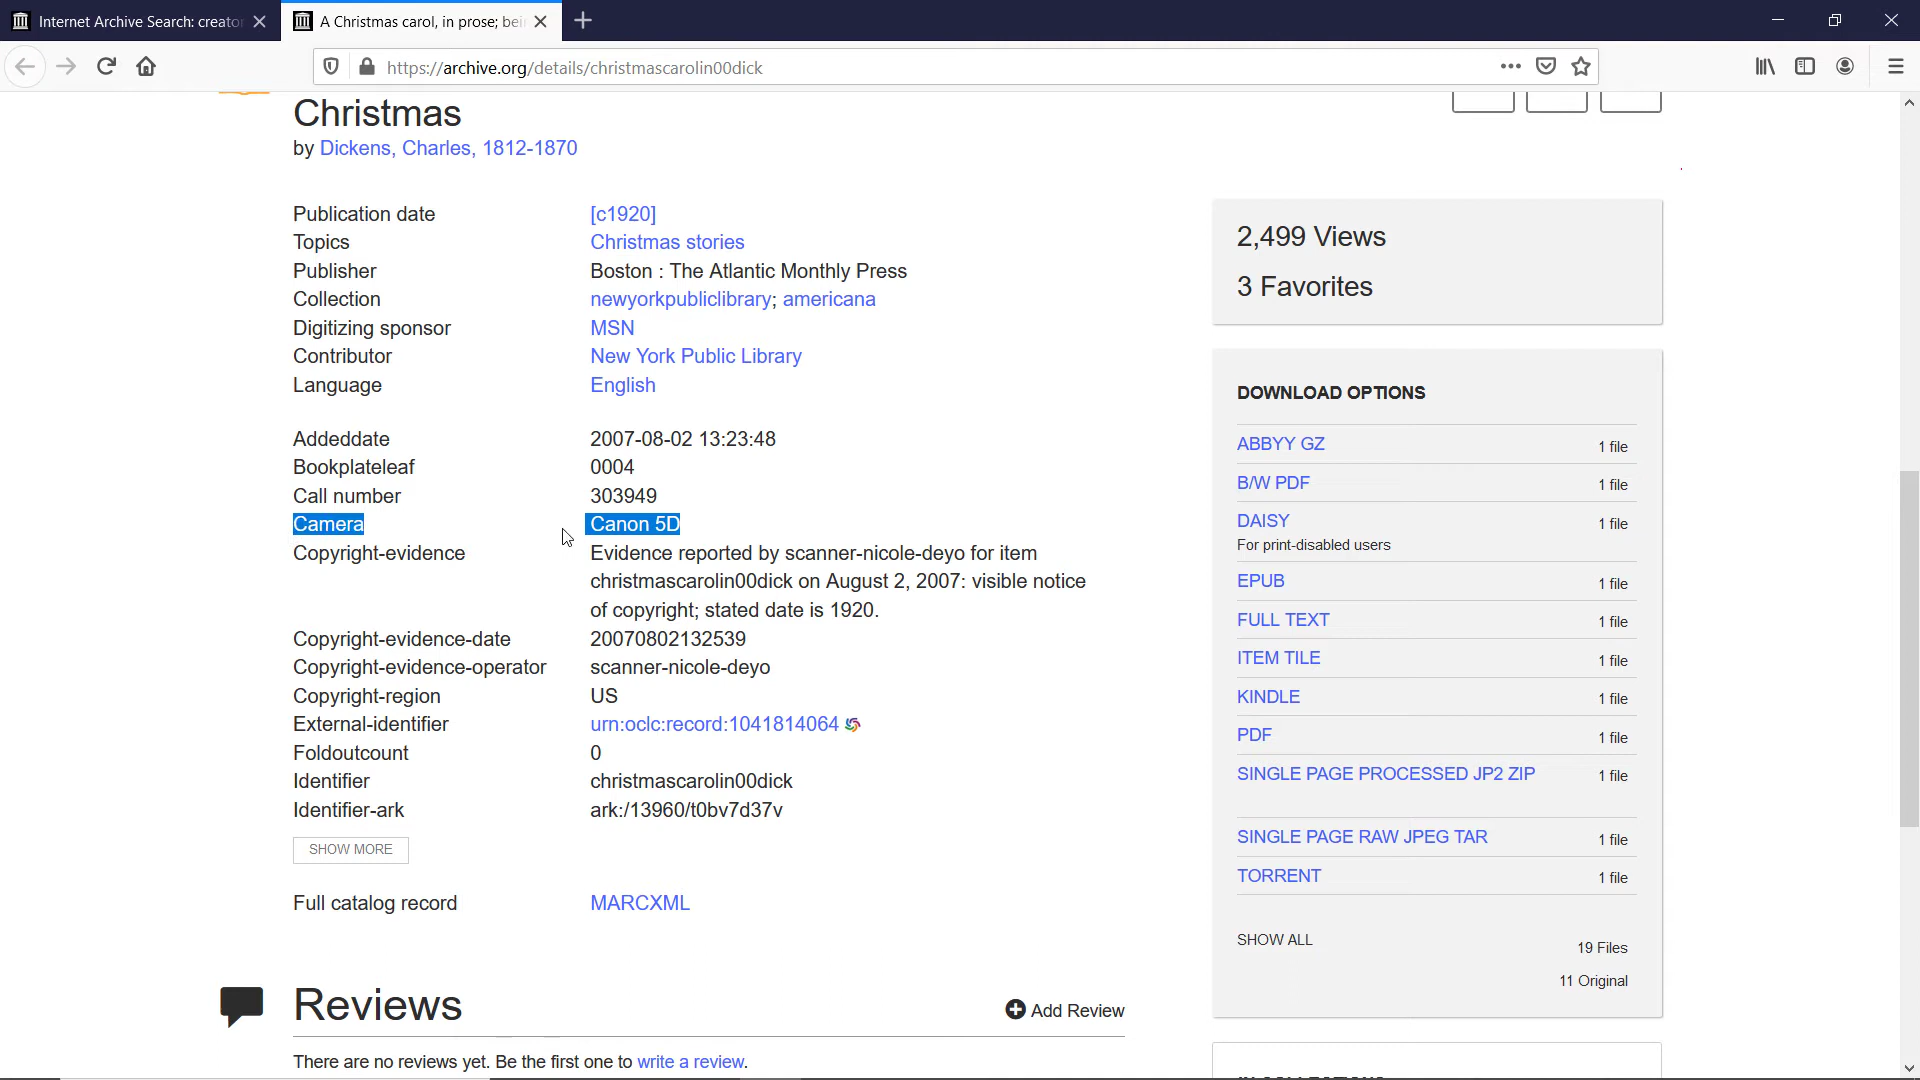 Internet Archive Search: creator
A Christmas carol, in prose; bei
https://archive.org/details/christmascarolin00dick
Christmas
by Dickens, Charles, 1812-1870
Publication date [c1920]
Topics Christmas stories
Publisher Boston : The Atlantic Monthly Press
Collection newyorkpubliclibrary; americana
Digitizing sponsor MSN
Contributor New York Public Library
Language English
Addeddate 2007-08-02 13:23:48
Bookplateleaf 0004
Call number 303949
Camera Canon 5D
Copyright-evidence Evidence reported by scanner-nicole-deyo for item
christmascarolin00dick on August 2, 2007: visible notice
of copyright; stated date is 1920.
Copyright-evidence-date 20070802132539
Copyright-evidence-operator scanner-nicole-deyo
Copyright-region US
External-identifier urn:oclc:record:1041814064
Foldoutcount 0
Identifier christmascarolin00dick
Identifier-ark ark:/13960/t0bv7d37v
SHOW MORE
Full catalog record MARCXML
Reviews
Add Review
There are no reviews yet. Be the first one to write a review.
2,499 Views
3 Favorites
DOWNLOAD OPTIONS
ABBYY GZ 1 file
B/W PDF 1 file
DAISY 1 file
For print-disabled users
EPUB 1 file
FULL TEXT 1 file
ITEM TILE 1 file
KINDLE 1 file
PDF 1 file
SINGLE PAGE PROCESSED JP2 ZIP 1 file
SINGLE PAGE RAW JPEG TAR 1 file
TORRENT 1 file
SHOW ALL 19 Files
11 Original